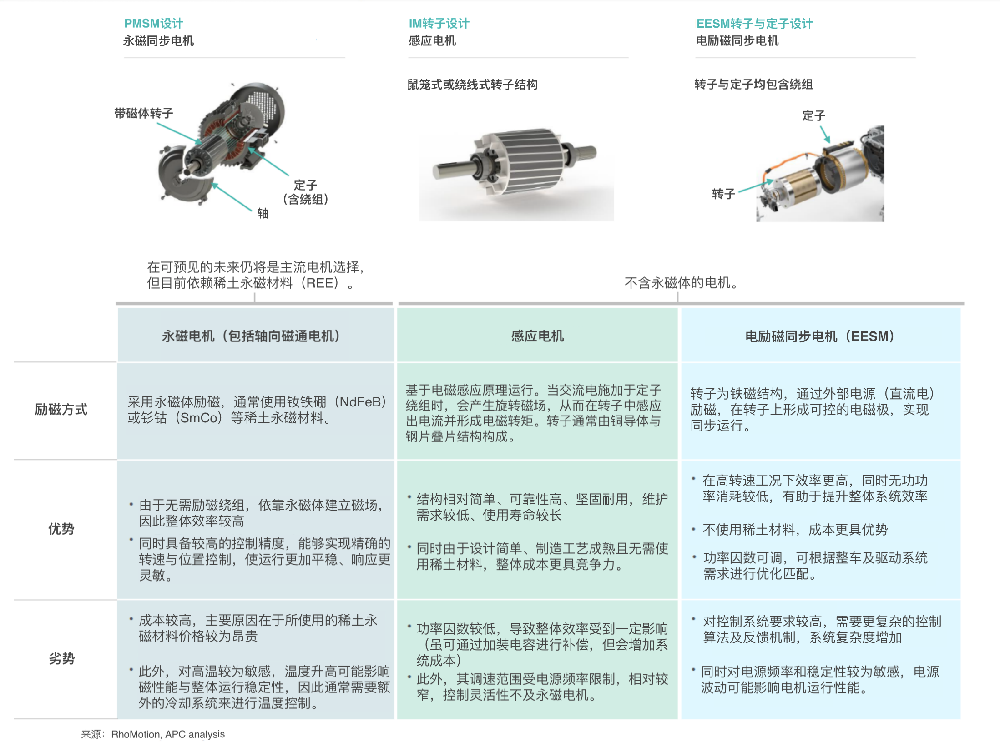 PMSM设计
永磁同步电机
IM转子设计
感应电机
EESM转子与定子设计
电励磁同步电机
鼠笼式或绕线式转子结构
转子与定子均包含绕组
带磁体转子
定子
（含绕组）
轴
定子
转子
在可预见的未来仍将是主流电机选择，
但目前依赖稀土永磁材料（REE）。
不含永磁体的电机。
永磁电机（包括轴向磁通电机）
感应电机
电励磁同步电机（EESM）
励磁方式
采用永磁体励磁，通常使用钕铁硼（NdFeB）
或钐钴（SmCo）等稀土永磁材料。
基于电磁感应原理运行。当交流电施加于定子
绕组时，会产生旋转磁场，从而在转子中感应
出电流并形成电磁转矩。转子通常由铜导体与
钢片叠片结构构成。
转子为铁磁结构，通过外部电源（直流电）
励磁，在转子上形成可控的电磁极，实现
同步运行。
优势
• 由于无需励磁绕组，依靠永磁体建立磁场，
因此整体效率较高
• 同时具备较高的控制精度，能够实现精确的
转速与位置控制，使运行更加平稳、响应更
灵敏。
• 结构相对简单、可靠性高、坚固耐用，维护
需求较低、使用寿命较长
• 同时由于设计简单、制造工艺成熟且无需使
用稀土材料，整体成本更具竞争力。
• 在高转速工况下效率更高，同时无功功
率消耗较低，有助于提升整体系统效率
• 不使用稀土材料，成本更具优势
• 功率因数可调，可根据整车及驱动系统
需求进行优化匹配。
劣势
• 成本较高，主要原因在于所使用的稀土永
磁材料价格较为昂贵
• 此外，对高温较为敏感，温度升高可能影响
磁性能与整体运行稳定性，因此通常需要额
外的冷却系统来进行温度控制。
• 功率因数较低，导致整体效率受到一定影响
（虽可通过加装电容进行补偿，但会增加系
统成本）
• 此外，其调速范围受电源频率限制，相对较
窄，控制灵活性不及永磁电机。
• 对控制系统要求较高，需要更复杂的控制
算法及反馈机制，系统复杂度增加
• 同时对电源频率和稳定性较为敏感，电源
波动可能影响电机运行性能。
来源：RhoMotion, APC analysis